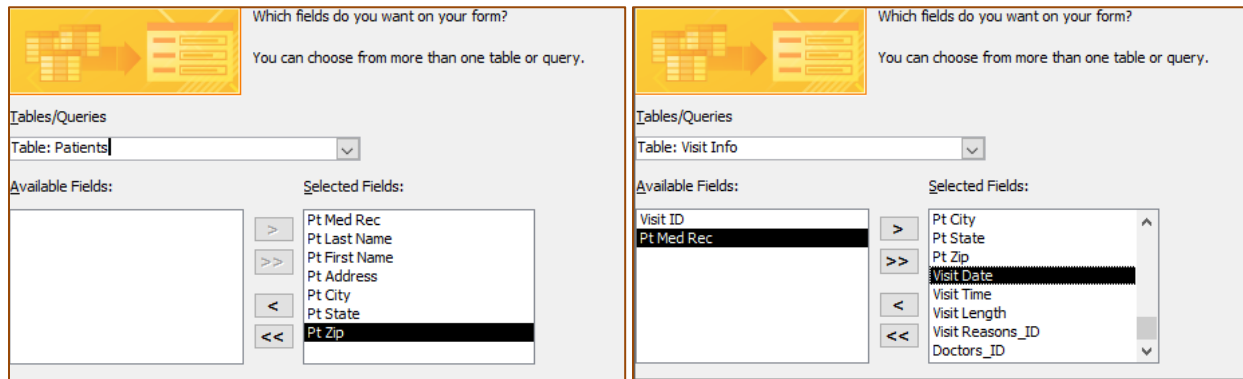 Which fields do you want on your form?
You can choose from more than one table or query.
Tables/Queries
Table: Patients
Available Fields:
Selected Fields:
>
>>
<
<<
Pt Med Rec
Pt Last Name
Pt First Name
Pt Address
Pt City
Pt State
Pt Zip
Which fields do you want on your form?
You can choose from more than one table or query.
Tables/Queries
Table: Visit Info
Available Fields:
Selected Fields:
Visit ID
Pt Med Rec
>
>>
<
<<
Pt City
Pt State
Pt Zip
Visit Date
Visit Time
Visit Length
Visit Reasons_ID
Doctors_ID